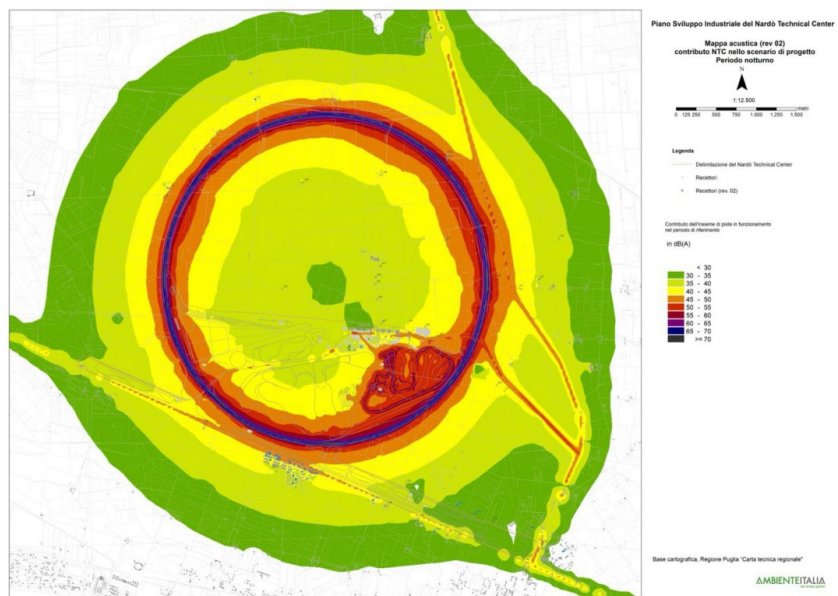 Piano Sviluppo Industriale del Nardò Technical Center
Mappa acustica (rev 02)
contributo NTC nello scenario di progetto
Periodo notturno
N
1:12.500
metri
0 125 250 500 750 1.000 1.250 1.500
Legenda
Delimitazione del Nardò Technical Center
Recettori
Recettori (rev. 02)
Contributo dell'insieme di piste in funzionamento
nel periodo di riferimento
in dB(A)
< 30
30 - 35
35 - 40
40 - 45
45 - 50
50 - 55
55 - 60
60 - 65
65 - 70
>= 70
Base cartografica, Regione Puglia "Carta tecnica regionale"
AMBIENTEITALIA